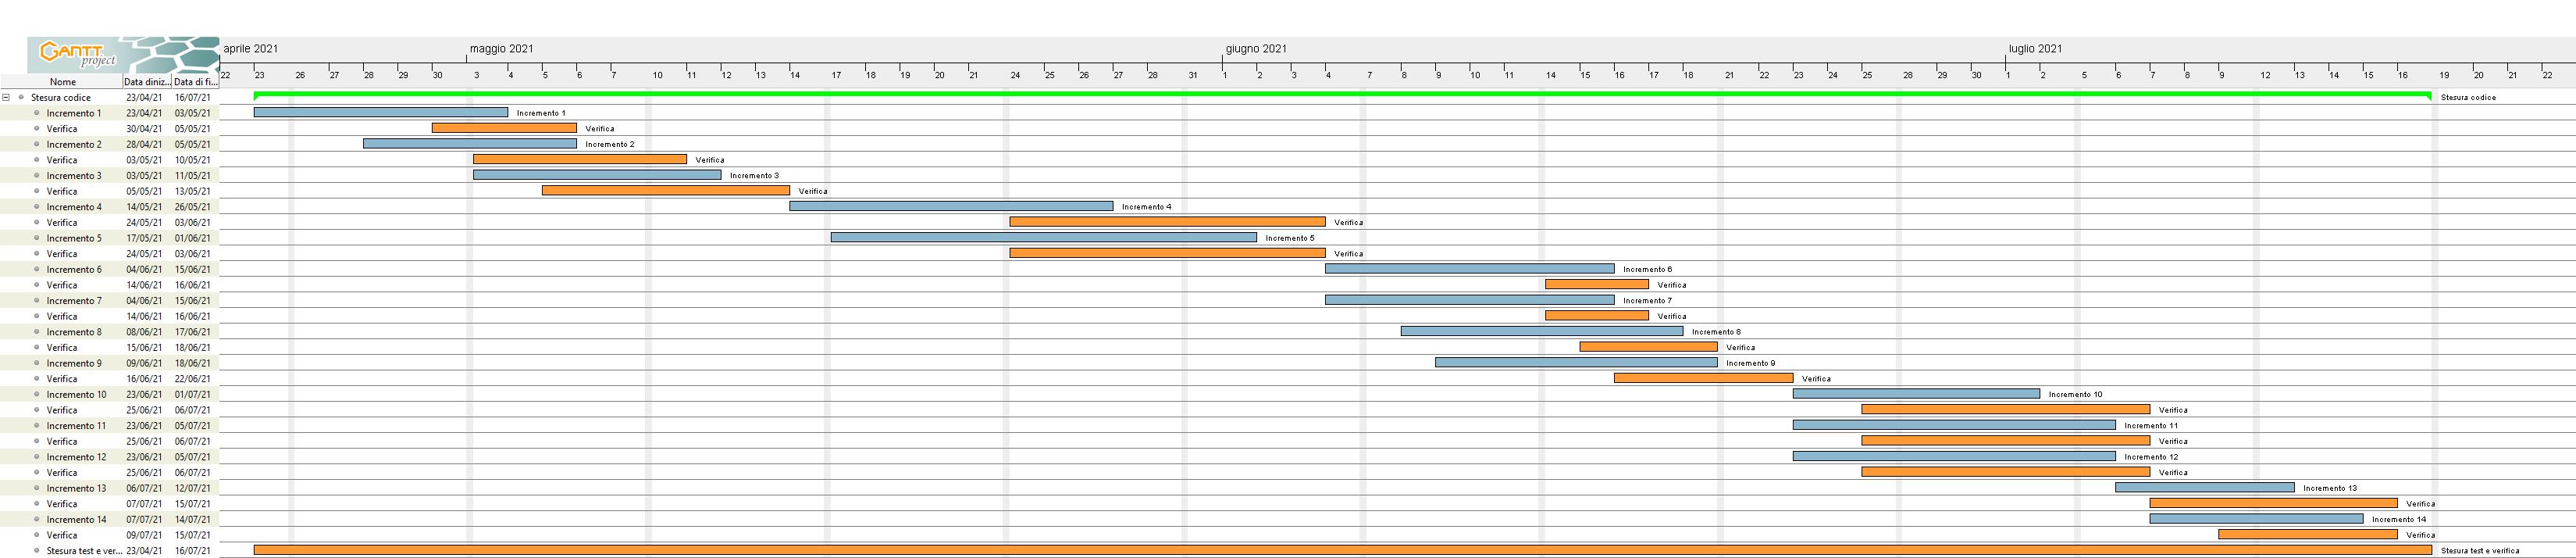 GANTT project
aprile 2021 maggio 2021 giugno 2021 luglio 2021
Nome Data diniz... Data di fi... 22 23 26 27 28 29 30 3 4 5 6 7 10 11 12 13 14 17 18 19 20 21 24 25 26 27 28 31 1 2 3 4 7 8 9 10 11 14 15 16 17 18 21 22 23 24 25 28 29 30 1 2 5 6 7 8 9 12 13 14 15 16 19 20 21 22
Stesura codice 23/04/21 16/07/21 Stesura codice
Incremento 1 23/04/21 03/05/21 Incremento 1
Verifica 30/04/21 05/05/21 Verifica
Incremento 2 28/04/21 05/05/21 Incremento 2
Verifica 03/05/21 10/05/21 Verifica
Incremento 3 03/05/21 11/05/21 Incremento 3
Verifica 05/05/21 13/05/21 Verifica
Incremento 4 14/05/21 26/05/21 Incremento 4
Verifica 24/05/21 03/06/21 Verifica
Incremento 5 17/05/21 01/06/21 Incremento 5
Verifica 24/05/21 03/06/21 Verifica
Incremento 6 04/06/21 15/06/21 Incremento 6
Verifica 14/06/21 16/06/21 Verifica
Incremento 7 04/06/21 15/06/21 Incremento 7
Verifica 14/06/21 16/06/21 Verifica
Incremento 8 08/06/21 17/06/21 Incremento 8
Verifica 15/06/21 18/06/21 Verifica
Incremento 9 09/06/21 18/06/21 Incremento 9
Verifica 16/06/21 22/06/21 Verifica
Incremento 10 23/06/21 01/07/21 Incremento 10
Verifica 25/06/21 06/07/21 Verifica
Incremento 11 23/06/21 05/07/21 Incremento 11
Verifica 25/06/21 06/07/21 Verifica
Incremento 12 23/06/21 05/07/21 Incremento 12
Verifica 25/06/21 06/07/21 Verifica
Incremento 13 06/07/21 12/07/21 Incremento 13
Verifica 07/07/21 15/07/21 Verifica
Incremento 14 07/07/21 14/07/21 Incremento 14
Verifica 09/07/21 15/07/21 Verifica
Stesura test e ver... 23/04/21 16/07/21 Stesura test e verifica